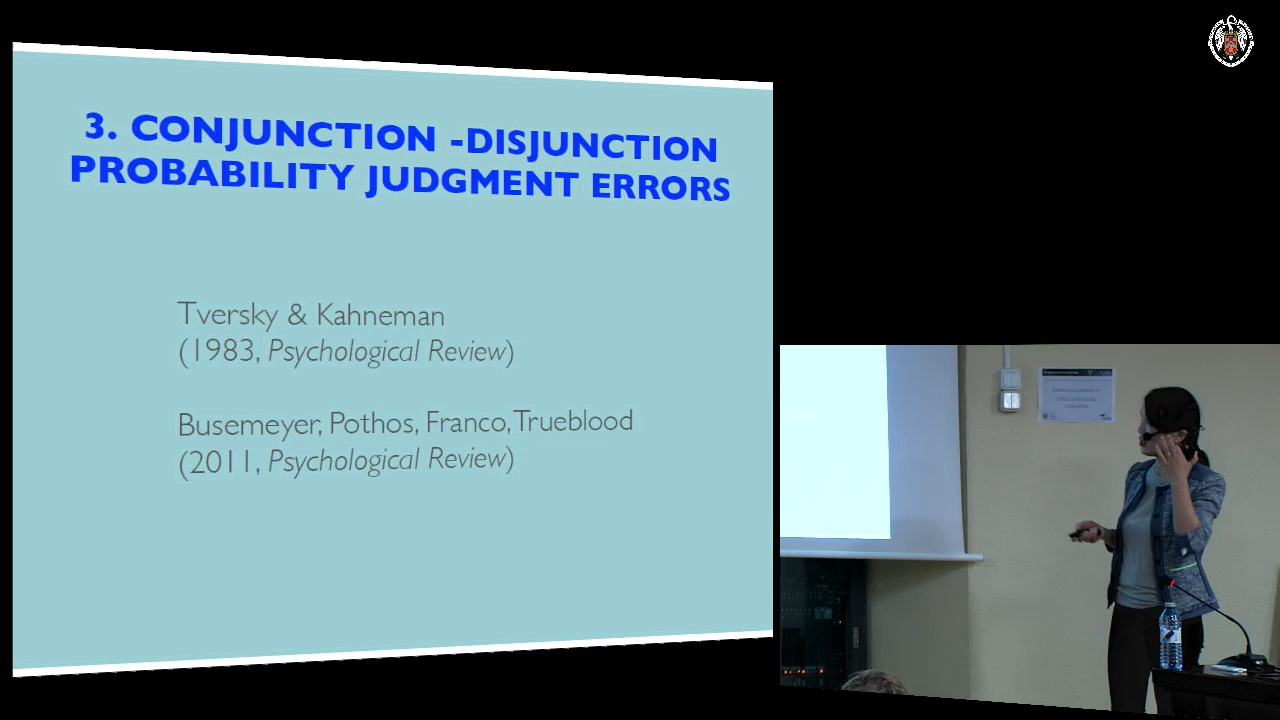 3. CONJUNCTION -DISJUNCTION
PROBABILITY JUDGMENT ERRORS
Tversky & Kahneman
(1983, Psychological Review)
Busemeyer, Pothos, Franco, Trueblood
(2011, Psychological Review)